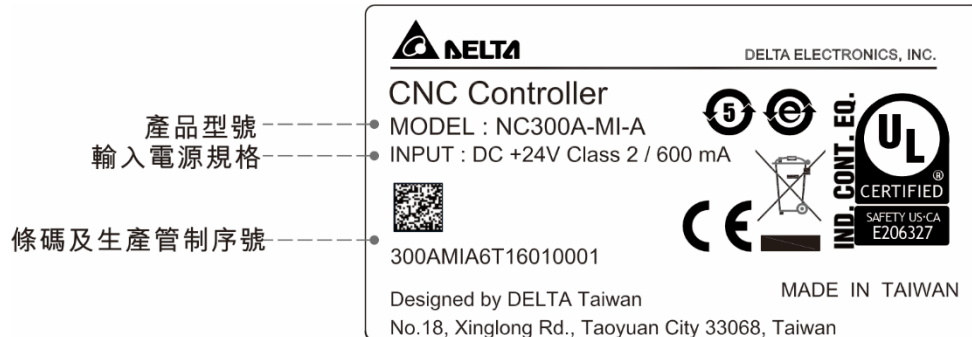 DELTA
DELTA ELECTRONICS, INC.
CNC Controller
產品型號
MODEL : NC300A-MI-A
輸入電源規格
INPUT : DC +24V Class 2 / 600 mA
5
e
IND. CONT. EQ.
UL
®
CERTIFIED
SAFETY US·CA
E206327
CE
條碼及生產管制序號
300AMIA6T16010001
Designed by DELTA Taiwan
MADE IN TAIWAN
No.18, Xinglong Rd., Taoyuan City 33068, Taiwan